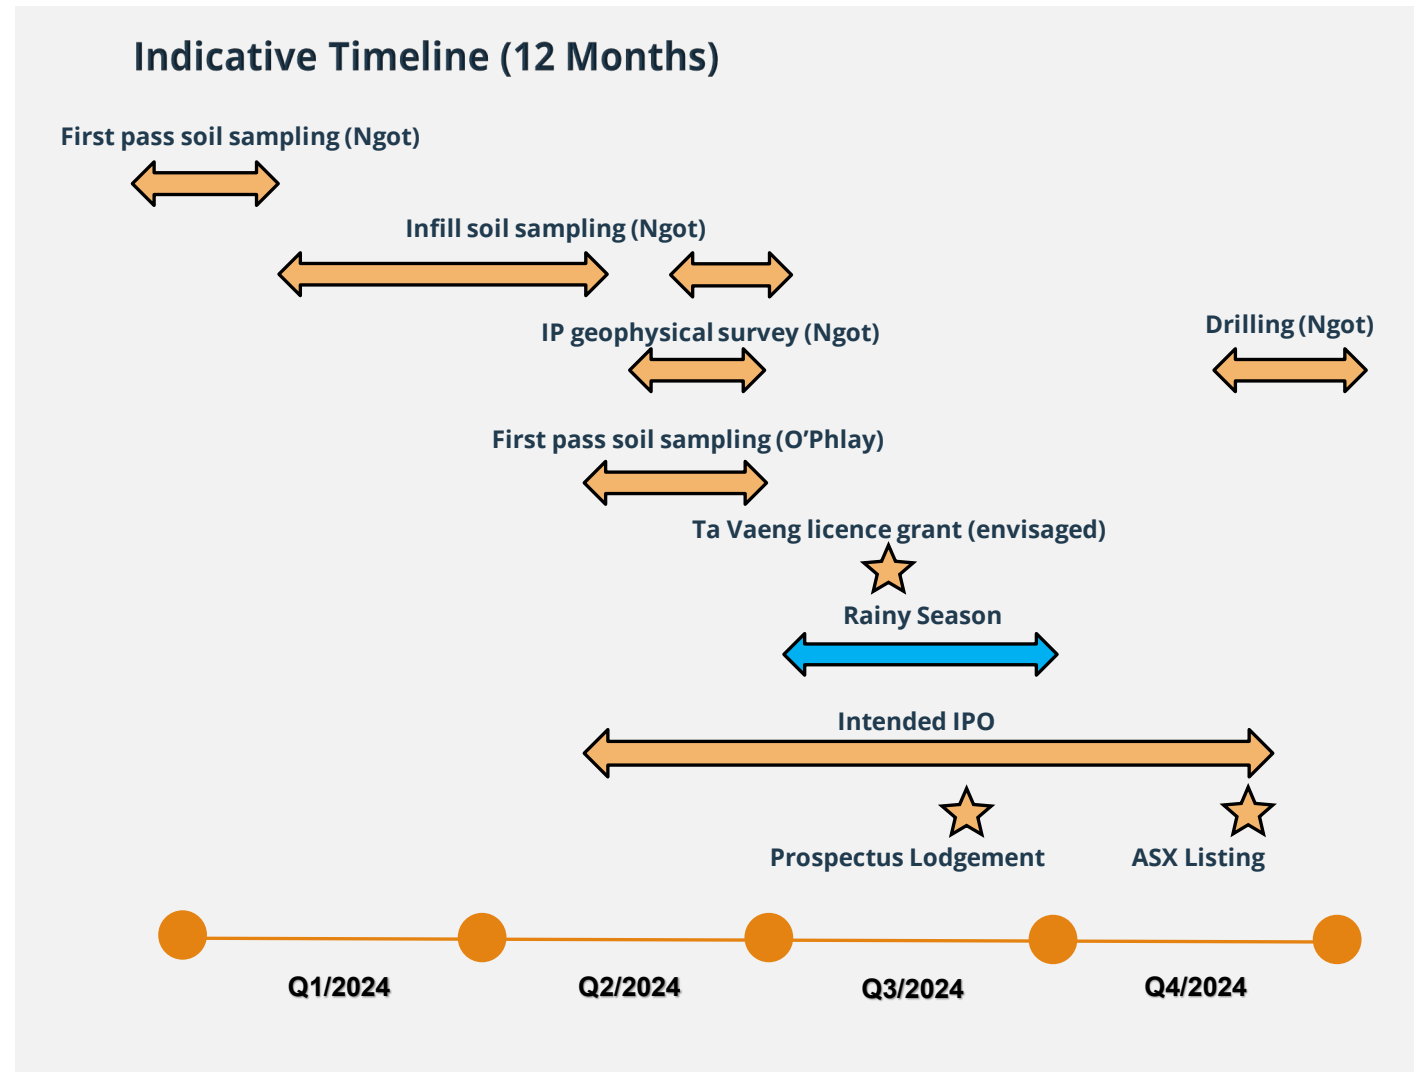 Indicative Timeline (12 Months)
First pass soil sampling (Ngot)
Infill soil sampling (Ngot)
IP geophysical survey (Ngot)
Drilling (Ngot)
First pass soil sampling (O’Phlay)
Ta Vaeng licence grant (envisaged)
Rainy Season
Intended IPO
Prospectus Lodgement
ASX Listing
Q1/2024
Q2/2024
Q3/2024
Q4/2024